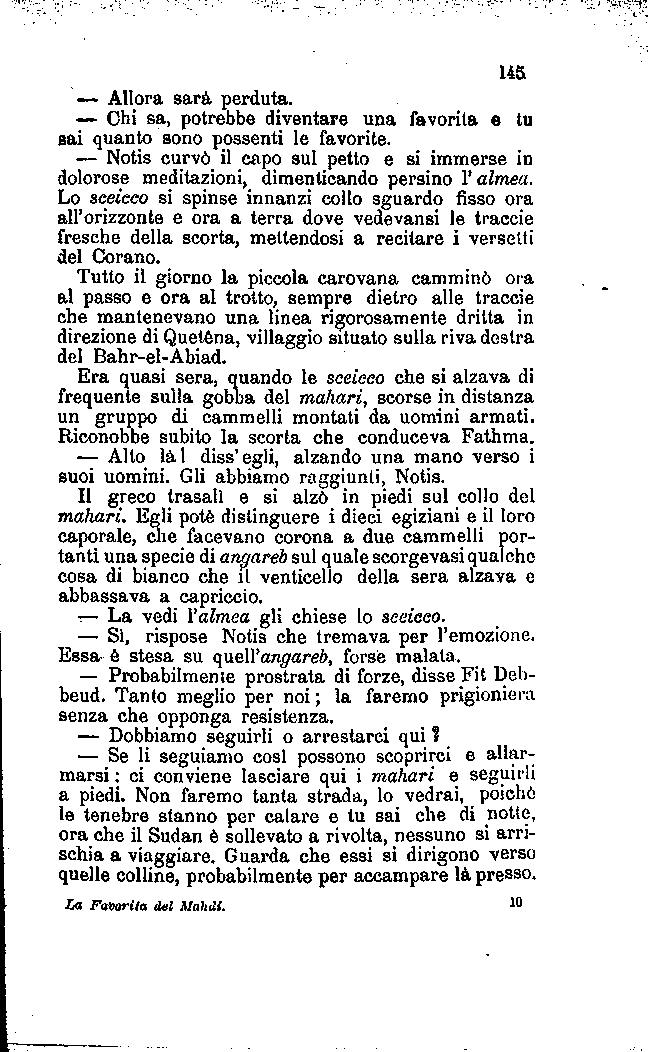 145
— Allora sarà perduta.
— Chi sa, potrebbe diventare una favorita e tu
sai quanto sono possenti le favorite.
— Notis curvò il capo sul petto e si immerse in
dolorose meditazioni, dimenticando persino l'almea.
Lo sceicco si spinse innanzi collo sguardo fisso ora
all'orizzonte e ora a terra dove vedevansi le traccie
fresche della scorta, mettendosi a recitare i versetti
del Corano.
Tutto il giorno la piccola carovana camminò ora
al passo e ora al trotto, sempre dietro alle traccie
che mantenevano una linea rigorosamente dritta in
direzione di Quetêna, villaggio situato sulla riva destra
del Bahr-el-Abiad.
Era quasi sera, quando le sceicco che si alzava di
frequente sulla gobba del mahari, scorse in distanza
un gruppo di cammelli montati da uomini armati.
Riconobbe subito la scorta che conduceva Fathma.
— Alto là! diss'egli, alzando una mano verso i
suoi uomini. Gli abbiamo raggiunti, Notis.
Il greco trasalì e si alzò in piedi sul collo del
mahari. Egli potè distinguere i dieci egiziani e il loro
caporale, che facevano corona a due cammelli por-
tanti una specie di angareb sul quale scorgevasi qualche
cosa di bianco che il venticello della sera alzava e
abbassava a capriccio.
— La vedi l'almea gli chiese lo sceicco.
— Sì, rispose Notis che tremava per l'emozione.
Essa è stesa su quell'angareb, forse malata.
— Probabilmente prostrata di forze, disse Fit Deb-
beud. Tanto meglio per noi; la faremo prigioniera
senza che opponga resistenza.
— Dobbiamo seguirli o arrestarci qui?
— Se li seguiamo così possono scoprirci e allar-
marsi: ci conviene lasciare qui i mahari e seguirli
a piedi. Non faremo tanta strada, lo vedrai, poichè
le tenebre stanno per calare e tu sai che di notte,
ora che il Sudan è sollevato a rivolta, nessuno si arri-
schia a viaggiare. Guarda che essi si dirigono verso
quelle colline, probabilmente per accampare là presso.
La Favorita del Mahdi. 10